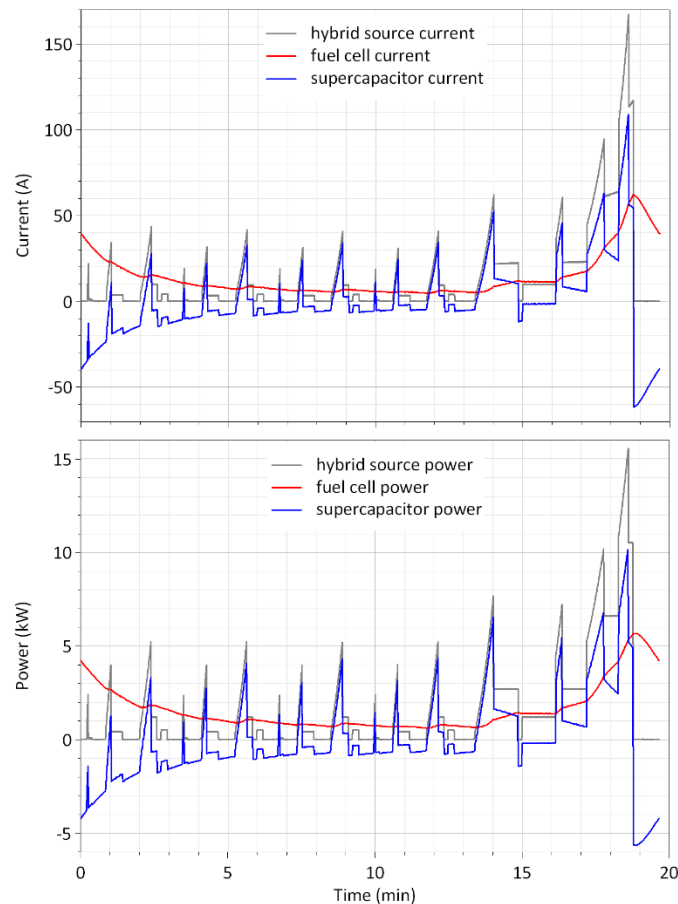 150
hybrid source current
fuel cell current
supercapacitor current
100
Current (A)
50
0
-50
15
hybrid source power
fuel cell power
supercapacitor power
10
Power (kW)
5
0
-5
0 5 10 15 20
Time (min)